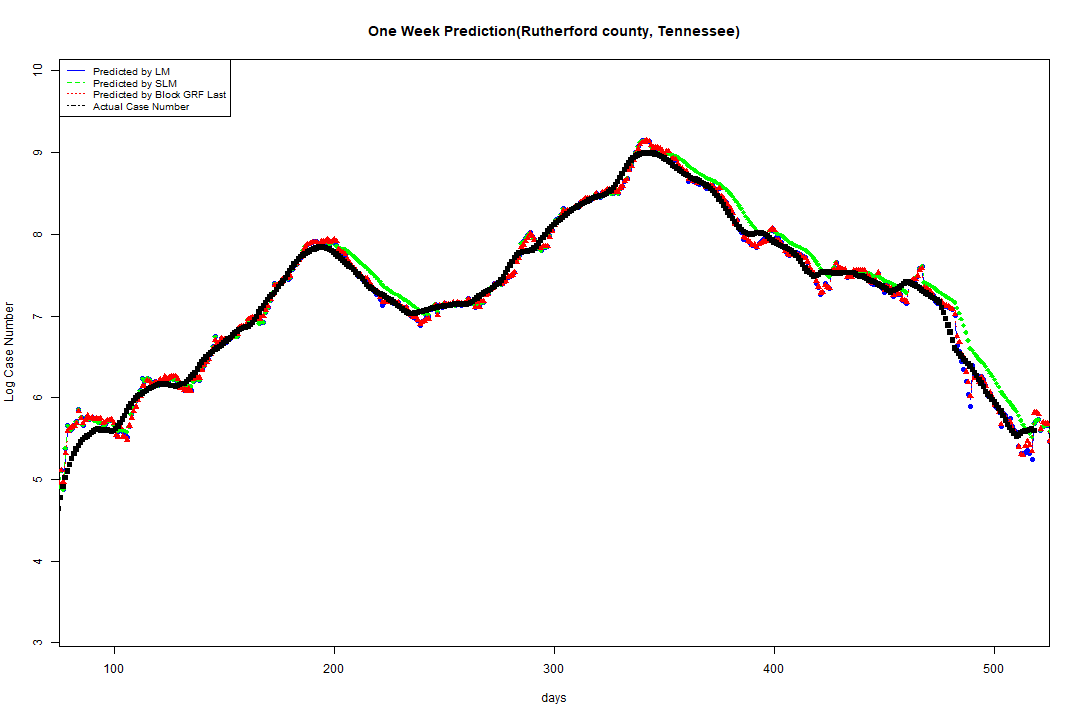 One Week Prediction(Rutherford county, Tennessee)
Predicted by LM
Predicted by SLM
Predicted by Block GRF Last
Actual Case Number
Log Case Number
10
9
8
7
6
5
4
3
100 200 300 400 500
days